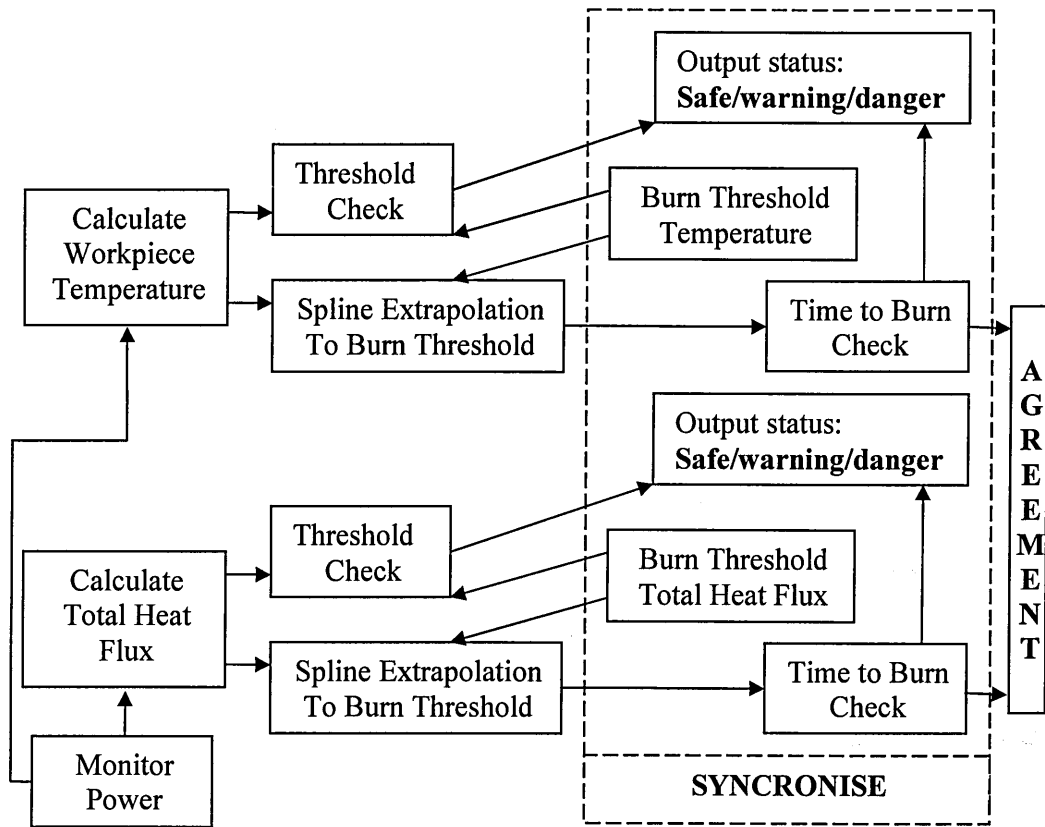 Output status:
Safe/warning/danger
Threshold
Check
Burn Threshold
Temperature
Calculate
Workpiece
Temperature
Spline Extrapolation
To Burn Threshold
Time to Burn
Check
Output status:
Safe/warning/danger
Threshold
Check
Burn Threshold
Total Heat Flux
Calculate
Total Heat
Flux
Spline Extrapolation
To Burn Threshold
Time to Burn
Check
Monitor
Power
SYNCRONISE
A
G
R
E
E
M
E
N
T